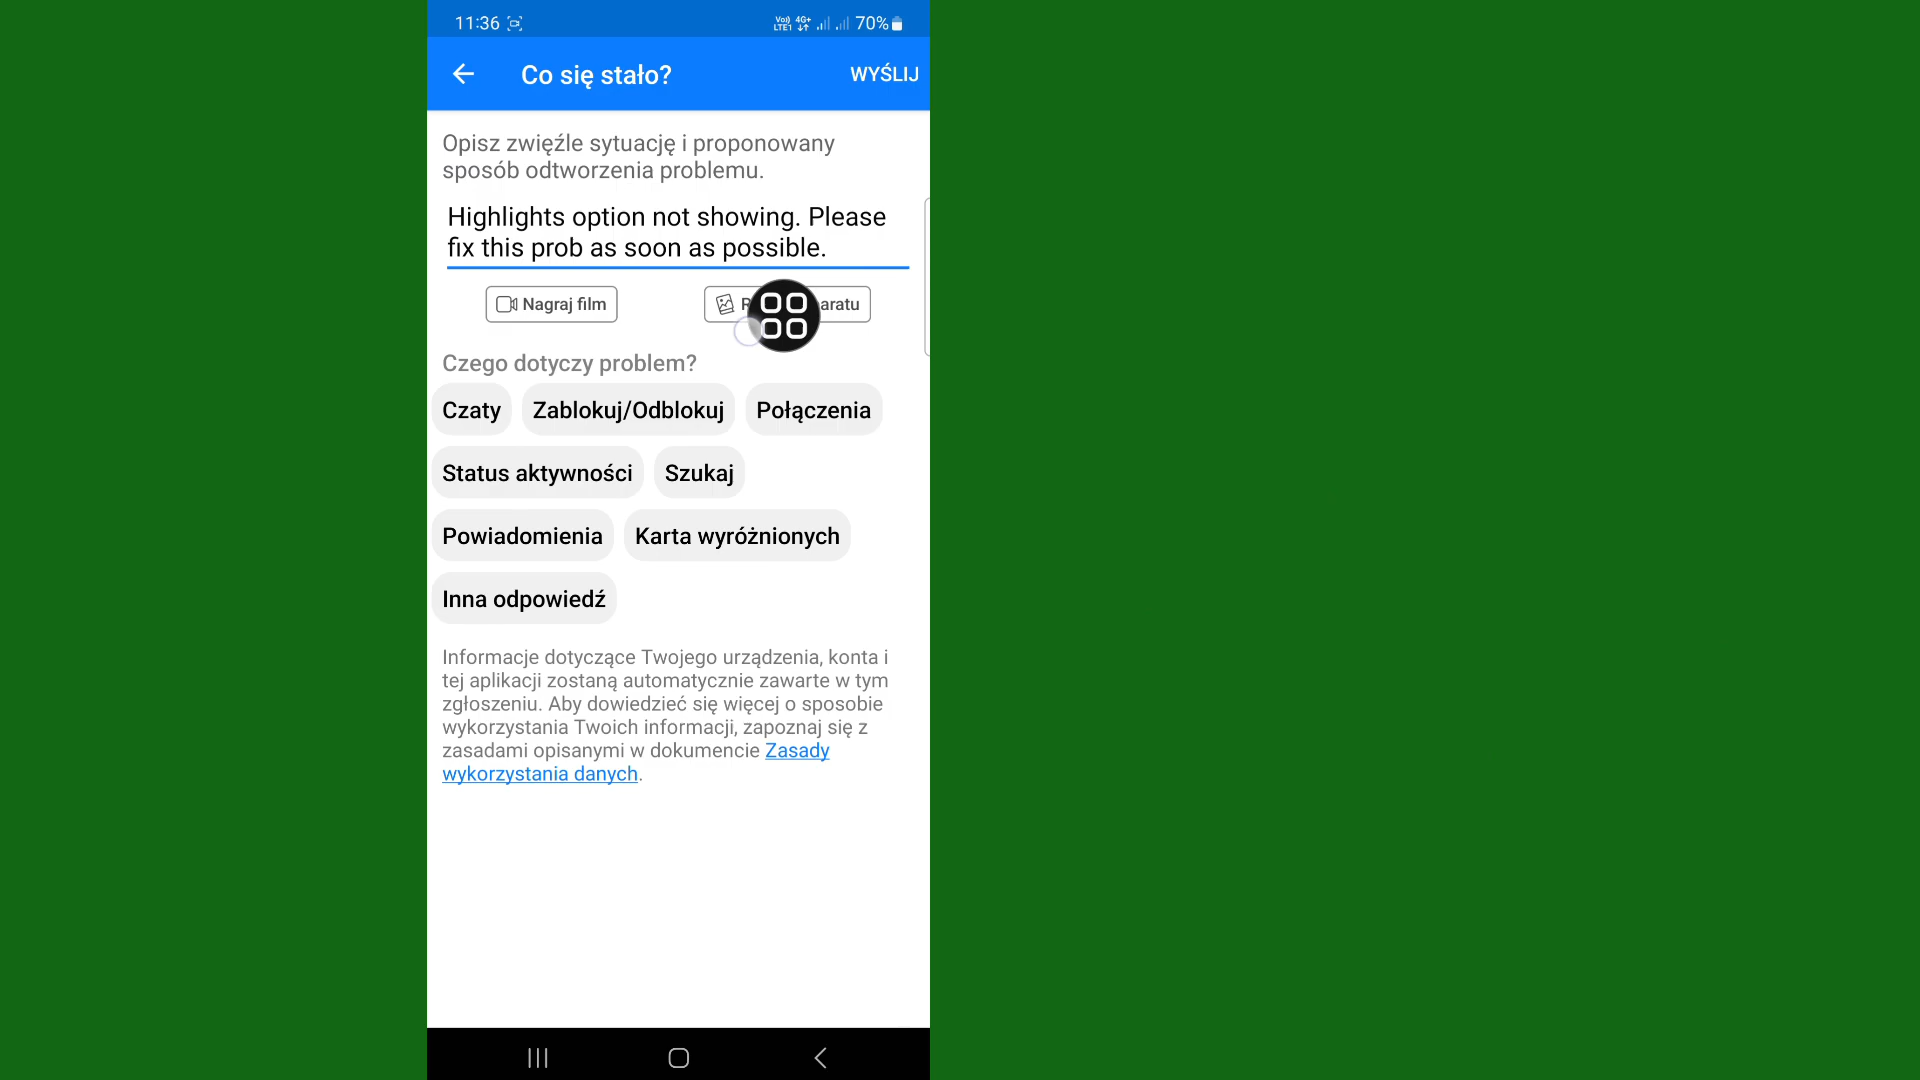 11:36
Vo) 4G+ 70%
LTE1
Co się stało?
WYŚLIJ
Opisz zwięźle sytuację i proponowany
sposób odtworzenia problemu.
Highlights option not showing. Please
fix this prob as soon as possible.
Nagraj film
aratu
Czego dotyczy problem?
Czaty
Zablokuj/Odblokuj
Połączenia
Status aktywności
Szukaj
Powiadomienia
Karta wyróżnionych
Inna odpowiedź
Informacje dotyczące Twojego urządzenia, konta i
tej aplikacji zostaną automatycznie zawarte w tym
zgłoszeniu. Aby dowiedzieć się więcej o sposobie
wykorzystania Twoich informacji, zapoznaj się z
zasadami opisanymi w dokumencie Zasady
wykorzystania danych.